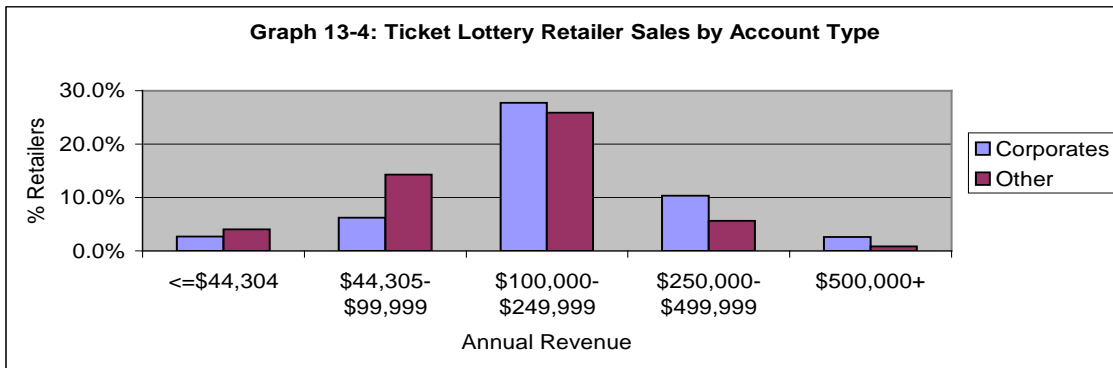 Graph 13-4: Ticket Lottery Retailer Sales by Account Type
% Retailers
30.0%
20.0%
10.0%
0.0%
<=$44,304
$44,305-
$99,999
$100,000-
$249,999
$250,000-
$499,999
$500,000+
Annual Revenue
Corporates
Other